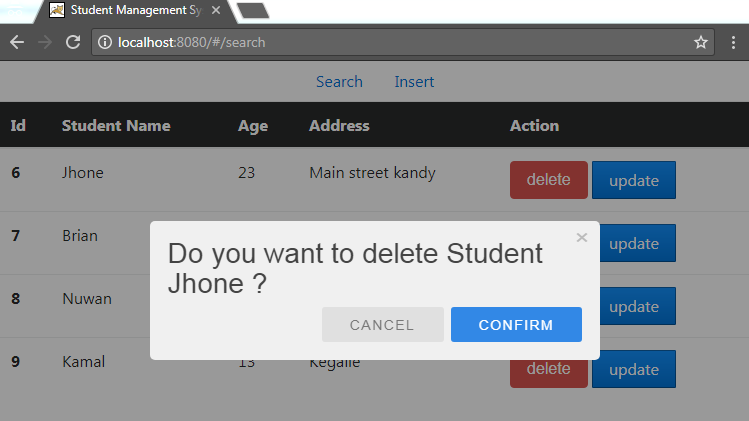 Student Management Sy
localhost:8080/#/search
Search Insert
Id Student Name Age Address Action
6 Jhone 23 Main street kandy delete update
7 Brian update
Do you want to delete Student
Jhone ?
8 Nuwan update
CANCEL CONFIRM
9 Kamal 13 Kegalle delete update